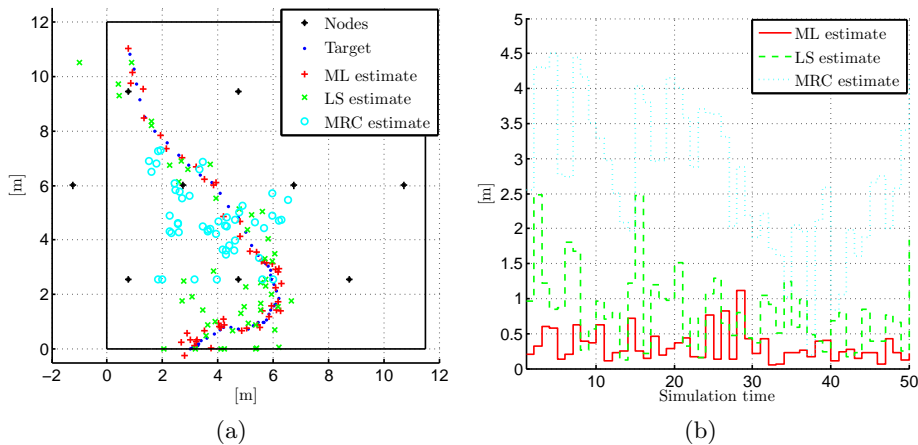 12
10
8
6
4
2
0
[m]
−2
0
2
4
6
8
10
12
[m]
Nodes
Target
ML estimate
LS estimate
MRC estimate
(a)
5
4.5
4
3.5
3
2.5
2
1.5
1
0.5
0
[m]
10
20
30
40
50
Simulation time
ML estimate
LS estimate
MRC estimate
(b)